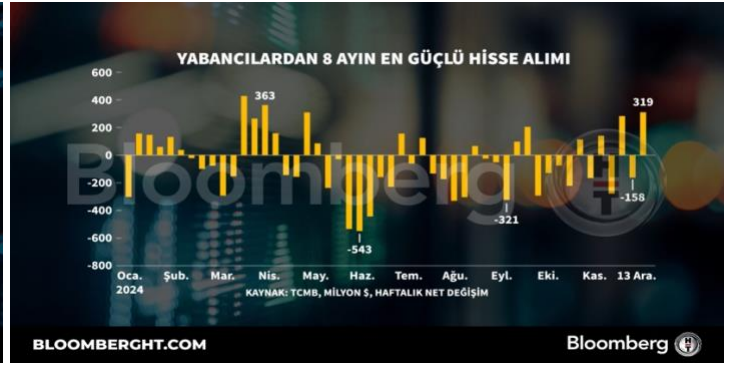 YABANCILARDAN 8 AYIN EN GÜÇLÜ HİSSE ALIMI
600
400
200
0
-200
-400
-600
-800
363
-543
-321
-158
319
Oca. Şub. Mar. Nis. May. Haz. Tem. Ağu. Eyl. Eki. Kas. 13 Ara.
2024
KAYNAK: TCMB, MİLYON $, HAFTALIK NET DEĞİŞİM
Bloomberg HT
BLOOMBERGHT.COM
Bloomberg HT